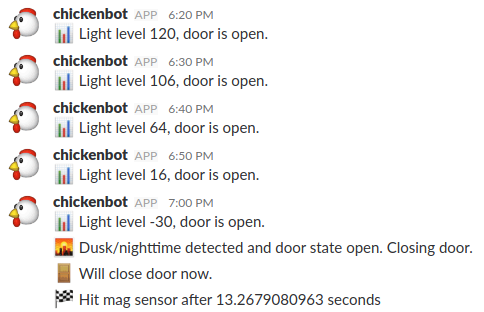 chickenbot APP 6:20 PM
Light level 120, door is open.
chickenbot APP 6:30 PM
Light level 106, door is open.
chickenbot APP 6:40 PM
Light level 64, door is open.
chickenbot APP 6:50 PM
Light level 16, door is open.
chickenbot APP 7:00 PM
Light level -30, door is open.
Dusk/nighttime detected and door state open. Closing door.
Will close door now.
Hit mag sensor after 13.2679080963 seconds